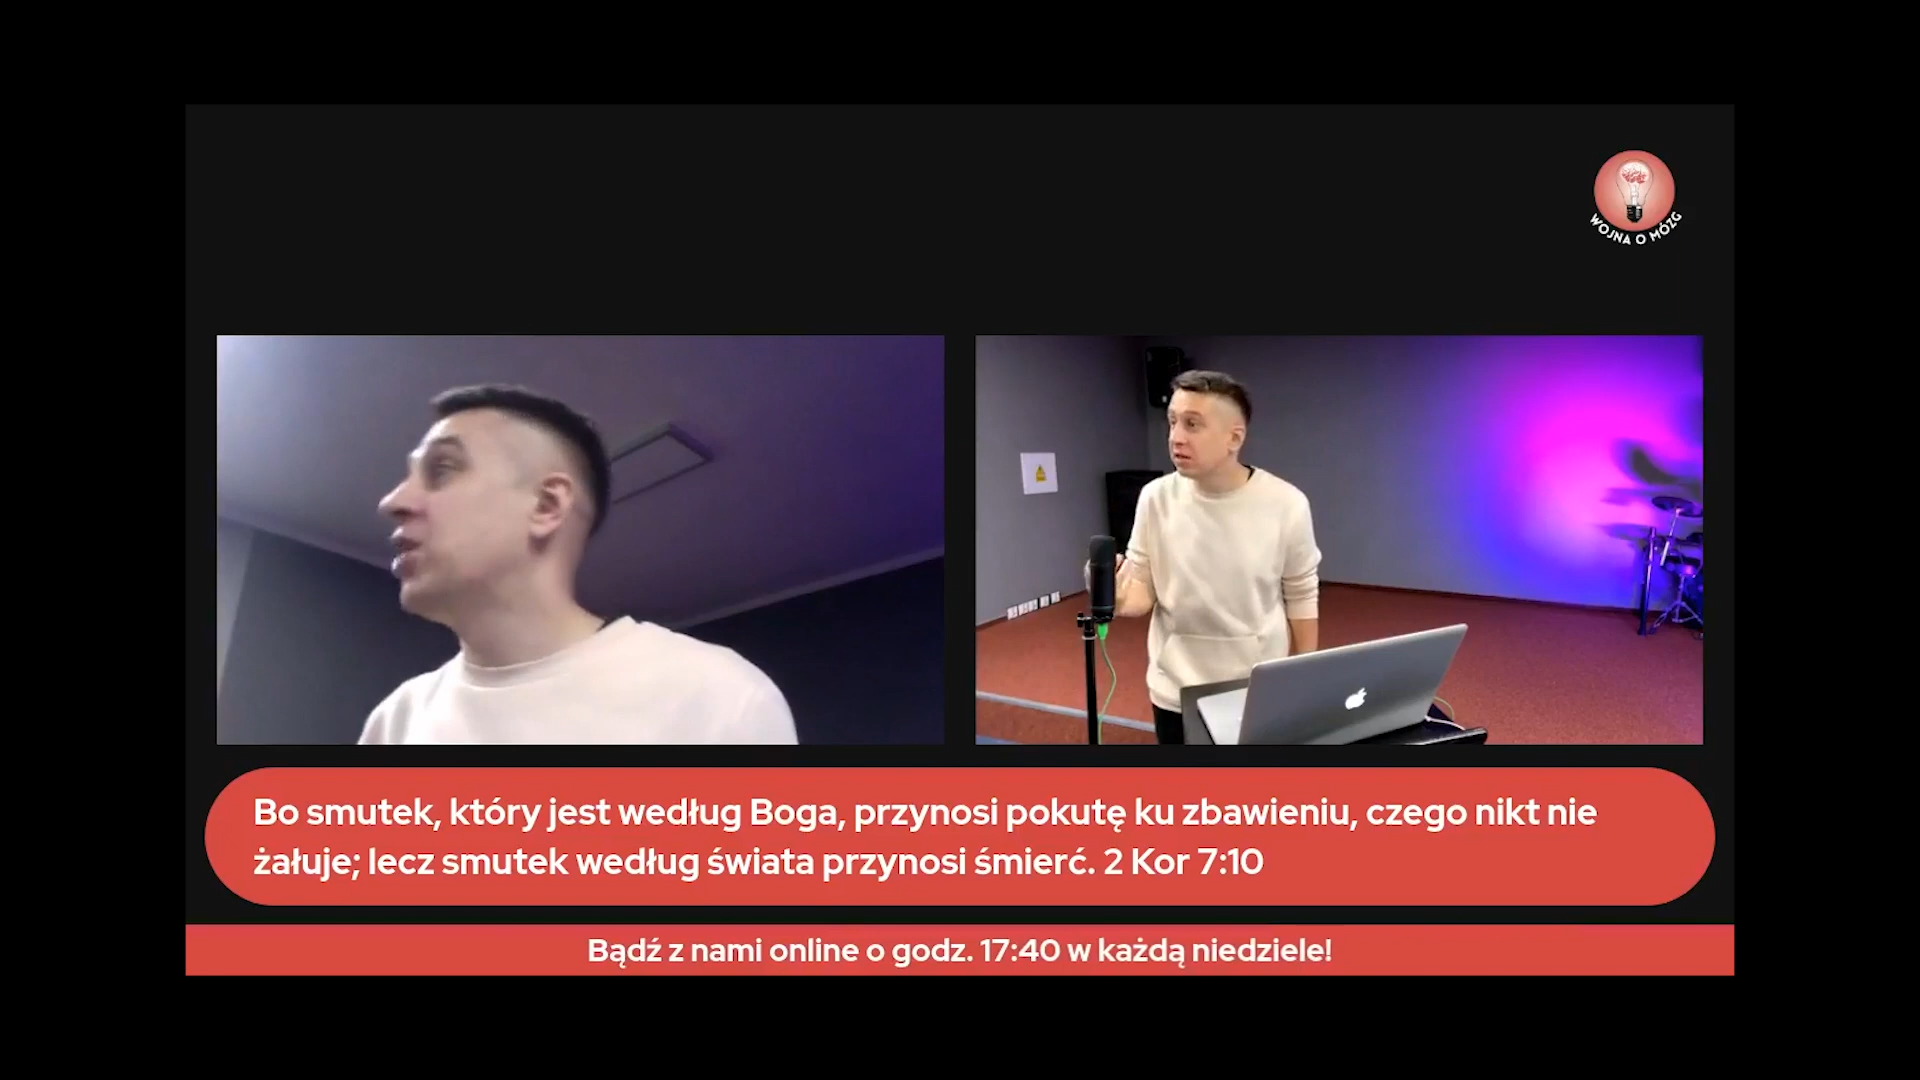 WOJNA O MÓZG
Bo smutek, który jest według Boga, przynosi pokutę ku zbawieniu, czego nikt nie
żałuje; lecz smutek według świata przynosi śmierć. 2 Kor 7:10
Bądź z nami online o godz. 17:40 w każdą niedziele!